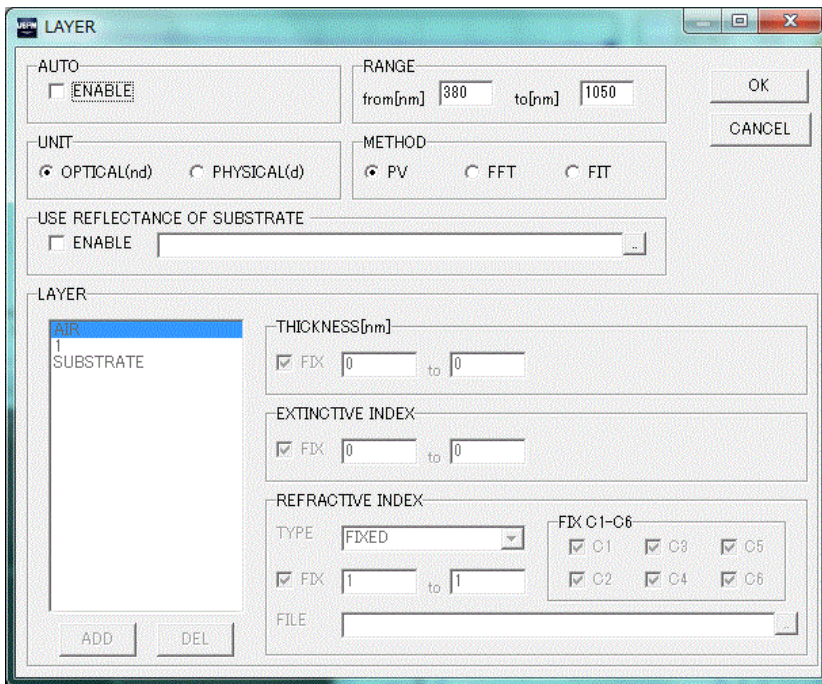 LAYER
AUTO
ENABLE
RANGE
from[nm] 380 to[nm] 1050
OK
CANCEL
UNIT
OPTICAL(nd) PHYSICAL(d)
METHOD
PV FFT FIT
USE REFLECTANCE OF SUBSTRATE
ENABLE ..
LAYER
AIR
1
SUBSTRATE
ADD DEL
THICKNESS[nm]
FIX 0 to 0
EXTINCTIVE INDEX
FIX 0 to 0
REFRACTIVE INDEX
TYPE FIXED
FIX 1 to 1
FIX C1-C6
C1 C3 C5
C2 C4 C6
FILE ..